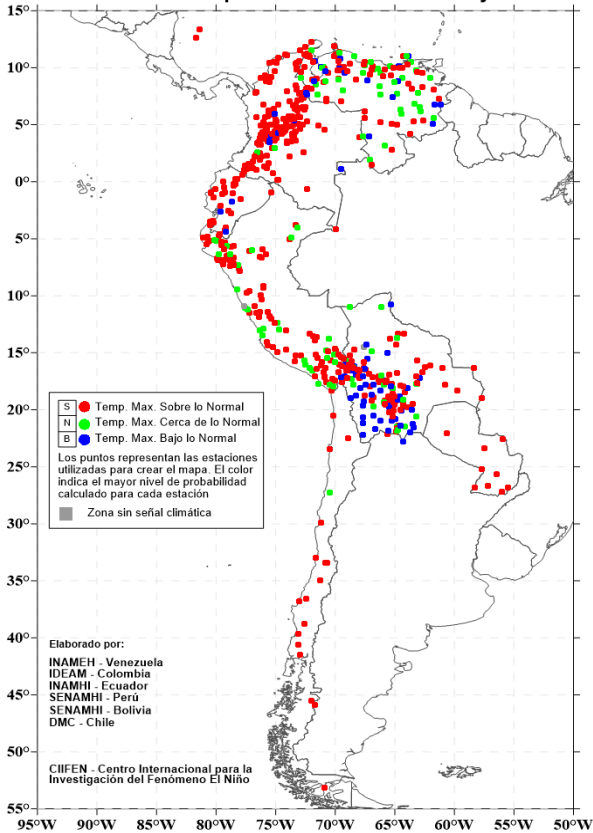 15°
10°
5°
0°
5°
10°
15°
20°
25°
30°
35°
40°
45°
50°
55°
S Temp. Max. Sobre lo Normal
N Temp. Max. Cerca de lo Normal
B Temp. Max. Bajo lo Normal
Los puntos representan las estaciones
utilizadas para crear el mapa. El color
indica el mayor nivel de probabilidad
calculado para cada estación
Zona sin señal climática
Elaborado por:
INAMEH - Venezuela
IDEAM - Colombia
INAMHI - Ecuador
SENAMHI - Perú
SENAMHI - Bolivia
DMC - Chile
CIIFEN - Centro Internacional para la
Investigación del Fenómeno El Niño
95°W 90°W 85°W 80°W 75°W 70°W 65°W 60°W 55°W 50°W